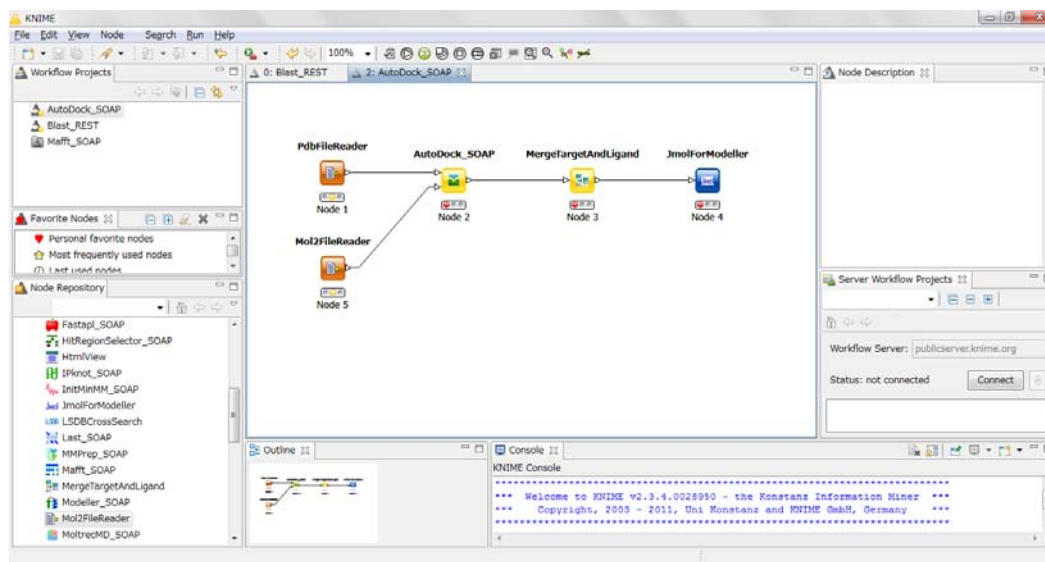 KNIME
File Edit View Node Search Run Help
100%
Workflow Projects
AutoDock_SOAP
Blast_REST
Mafft_SOAP
Favorite Nodes
Personal favorite nodes
Most frequently used nodes
Last used nodes
Node Repository
Fastapl_SOAP
HitRegionSelector_SOAP
HtmlView
IPknot_SOAP
InitMinMM_SOAP
JmolForModeller
LSDBCrossSearch
Last_SOAP
MMPrep_SOAP
Mafft_SOAP
MergeTargetAndLigand
Modeller_SOAP
Mol2FileReader
MoltrecMD_SOAP
0: Blast_REST
2: AutoDock_SOAP
PdbFileReader
Node 1
AutoDock_SOAP
Node 2
MergeTargetAndLigand
Node 3
JmolForModeller
Node 4
Mol2FileReader
Node 5
Outline
Console
KNIME Console
*** Welcome to KNIME v2.3.4.0028950 - the Konstanz Information Miner ***
*** Copyright, 2003 - 2011, Uni Konstanz and KNIME GmbH, Germany ***
Node Description
Server Workflow Projects
Workflow Server: publicserver.knime.org
Status: not connected
Connect